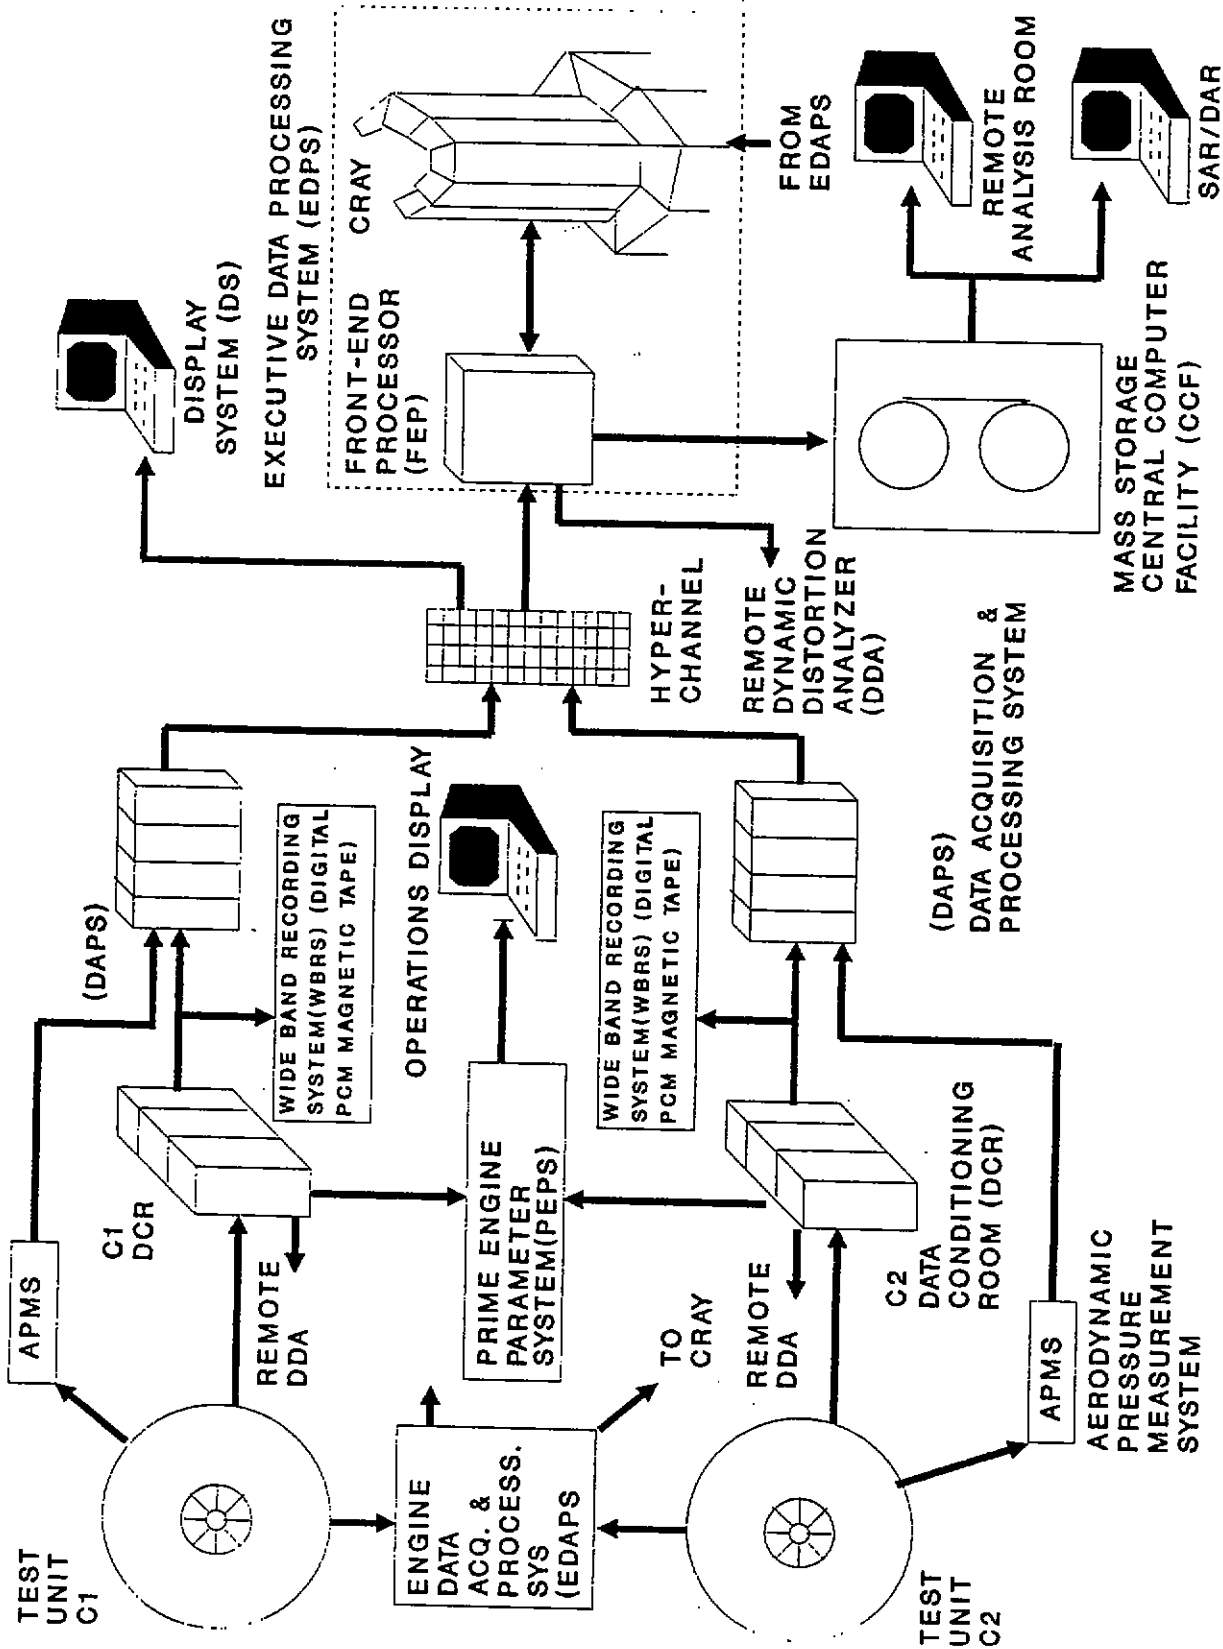 TEST
UNIT
C1
APMS
C1
DCR
REMOTE
DDA
(DAPS)
WIDE BAND RECORDING
SYSTEM(WBRS) (DIGITAL
PCM MAGNETIC TAPE)
DISPLAY
SYSTEM (DS)
EXECUTIVE DATA PROCESSING
SYSTEM (EDPS)
FRONT-END
PROCESSOR
(FEP)
CRAY
ENGINE
DATA
ACQ. &
PROCESS.
SYS
(EDAPS)
PRIME ENGINE
PARAMETER
SYSTEM(PEPS)
OPERATIONS DISPLAY
HYPER-
CHANNEL
TO
CRAY
WIDE BAND RECORDING
SYSTEM(WBRS) (DIGITAL
PCM MAGNETIC TAPE)
REMOTE
DYNAMIC
DISTORTION
ANALYZER
(DDA)
FROM
EDAPS
REMOTE
DDA
TEST
UNIT
C2
C2
DATA
CONDITIONING
ROOM (DCR)
(DAPS)
DATA ACQUISITION &
PROCESSING SYSTEM
APMS
AERODYNAMIC
PRESSURE
MEASUREMENT
SYSTEM
MASS STORAGE
CENTRAL COMPUTER
FACILITY (CCF)
REMOTE
ANALYSIS ROOM
SAR/DAR